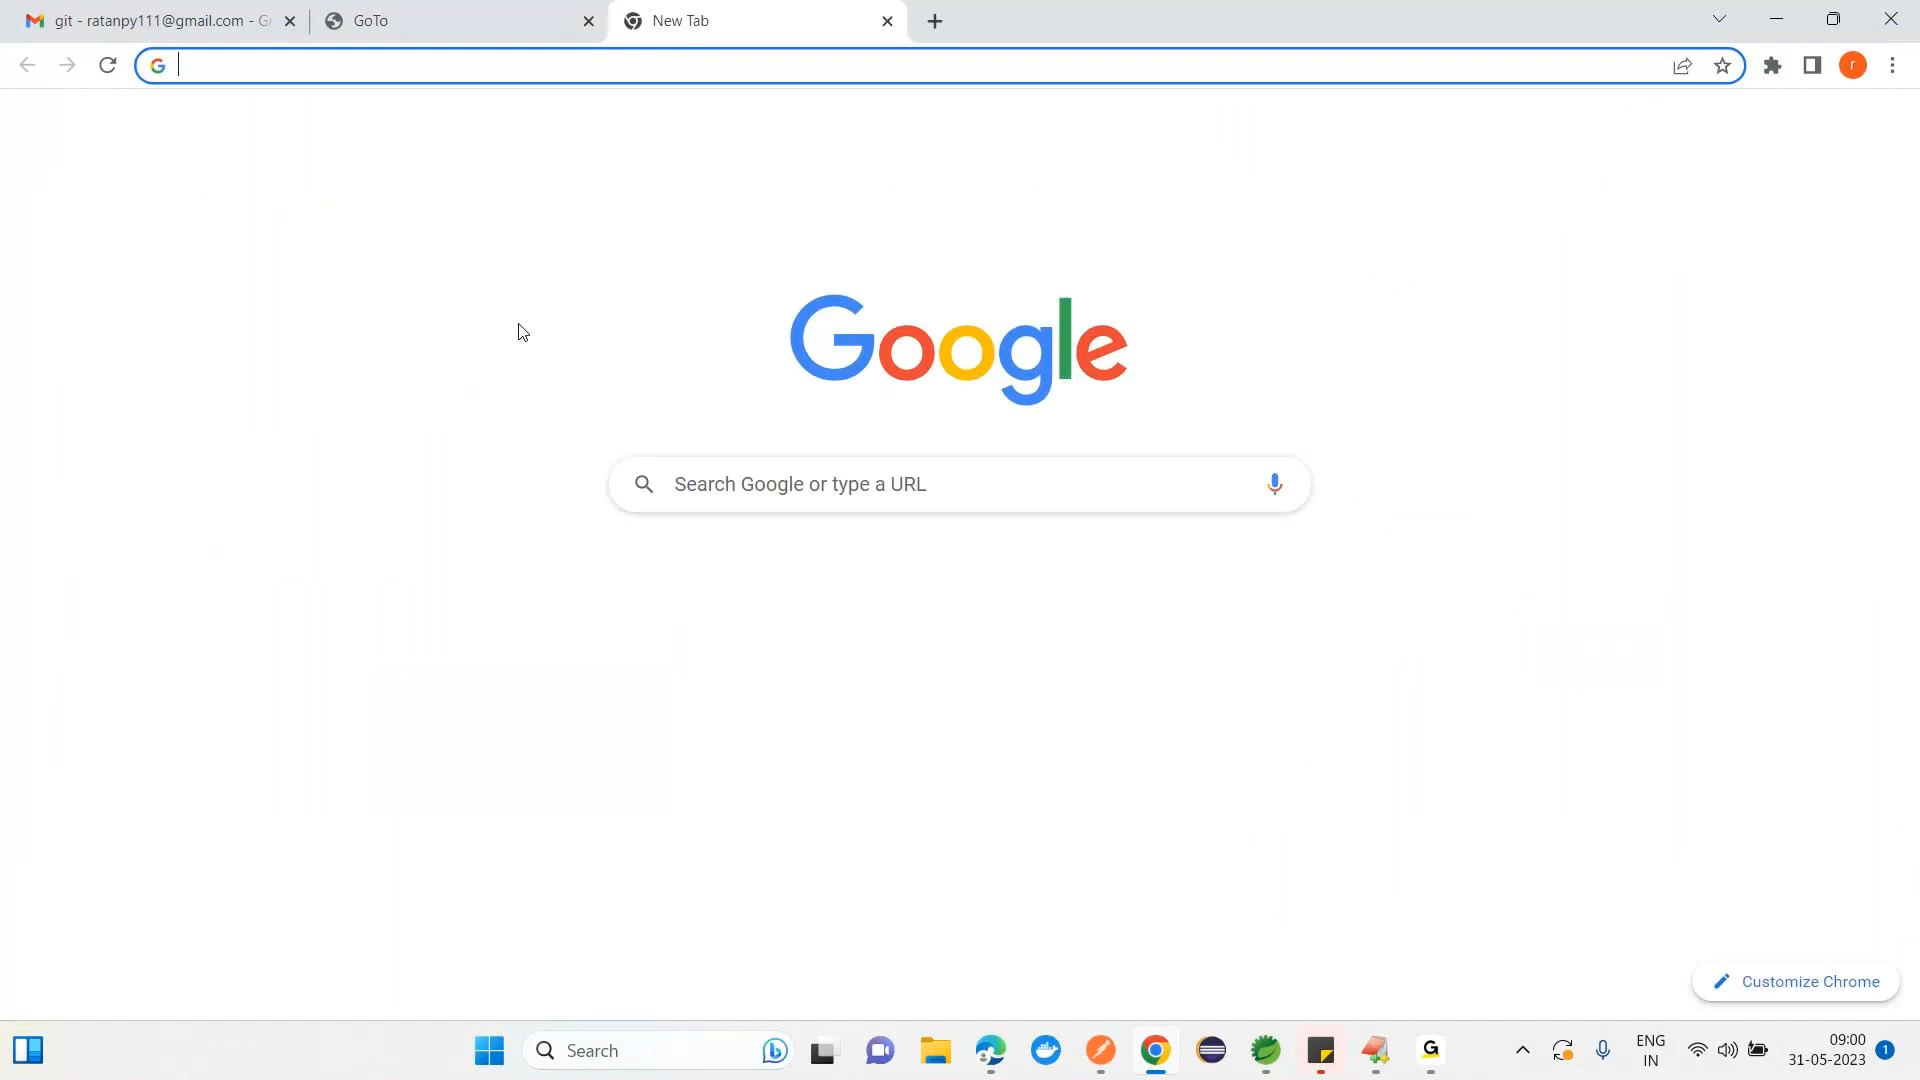 git - ratanpy111@gmail.com - G
GoTo
New Tab
r
Google
Search Google or type a URL
Customize Chrome
Search
ENG
IN
09:00
31-05-2023
1